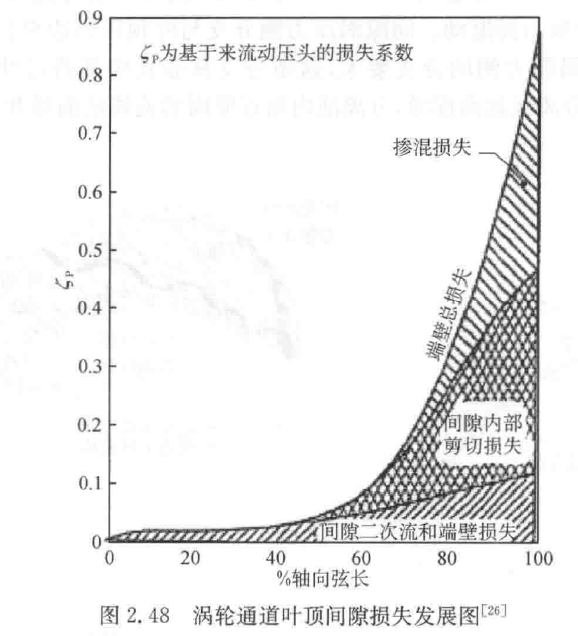 0.9
ζP为基于来流动压头的损失系数
0.8
0.7
掺混损失
0.6
0.5
ζP
端壁总损失
0.4
0.3
0.2
间隙内部
剪切损失
0.1
间隙二次流和端壁损失
0
0 20 40 60 80 100
%轴向弦长
图 2.48 涡轮通道叶顶间隙损失发展图[26]